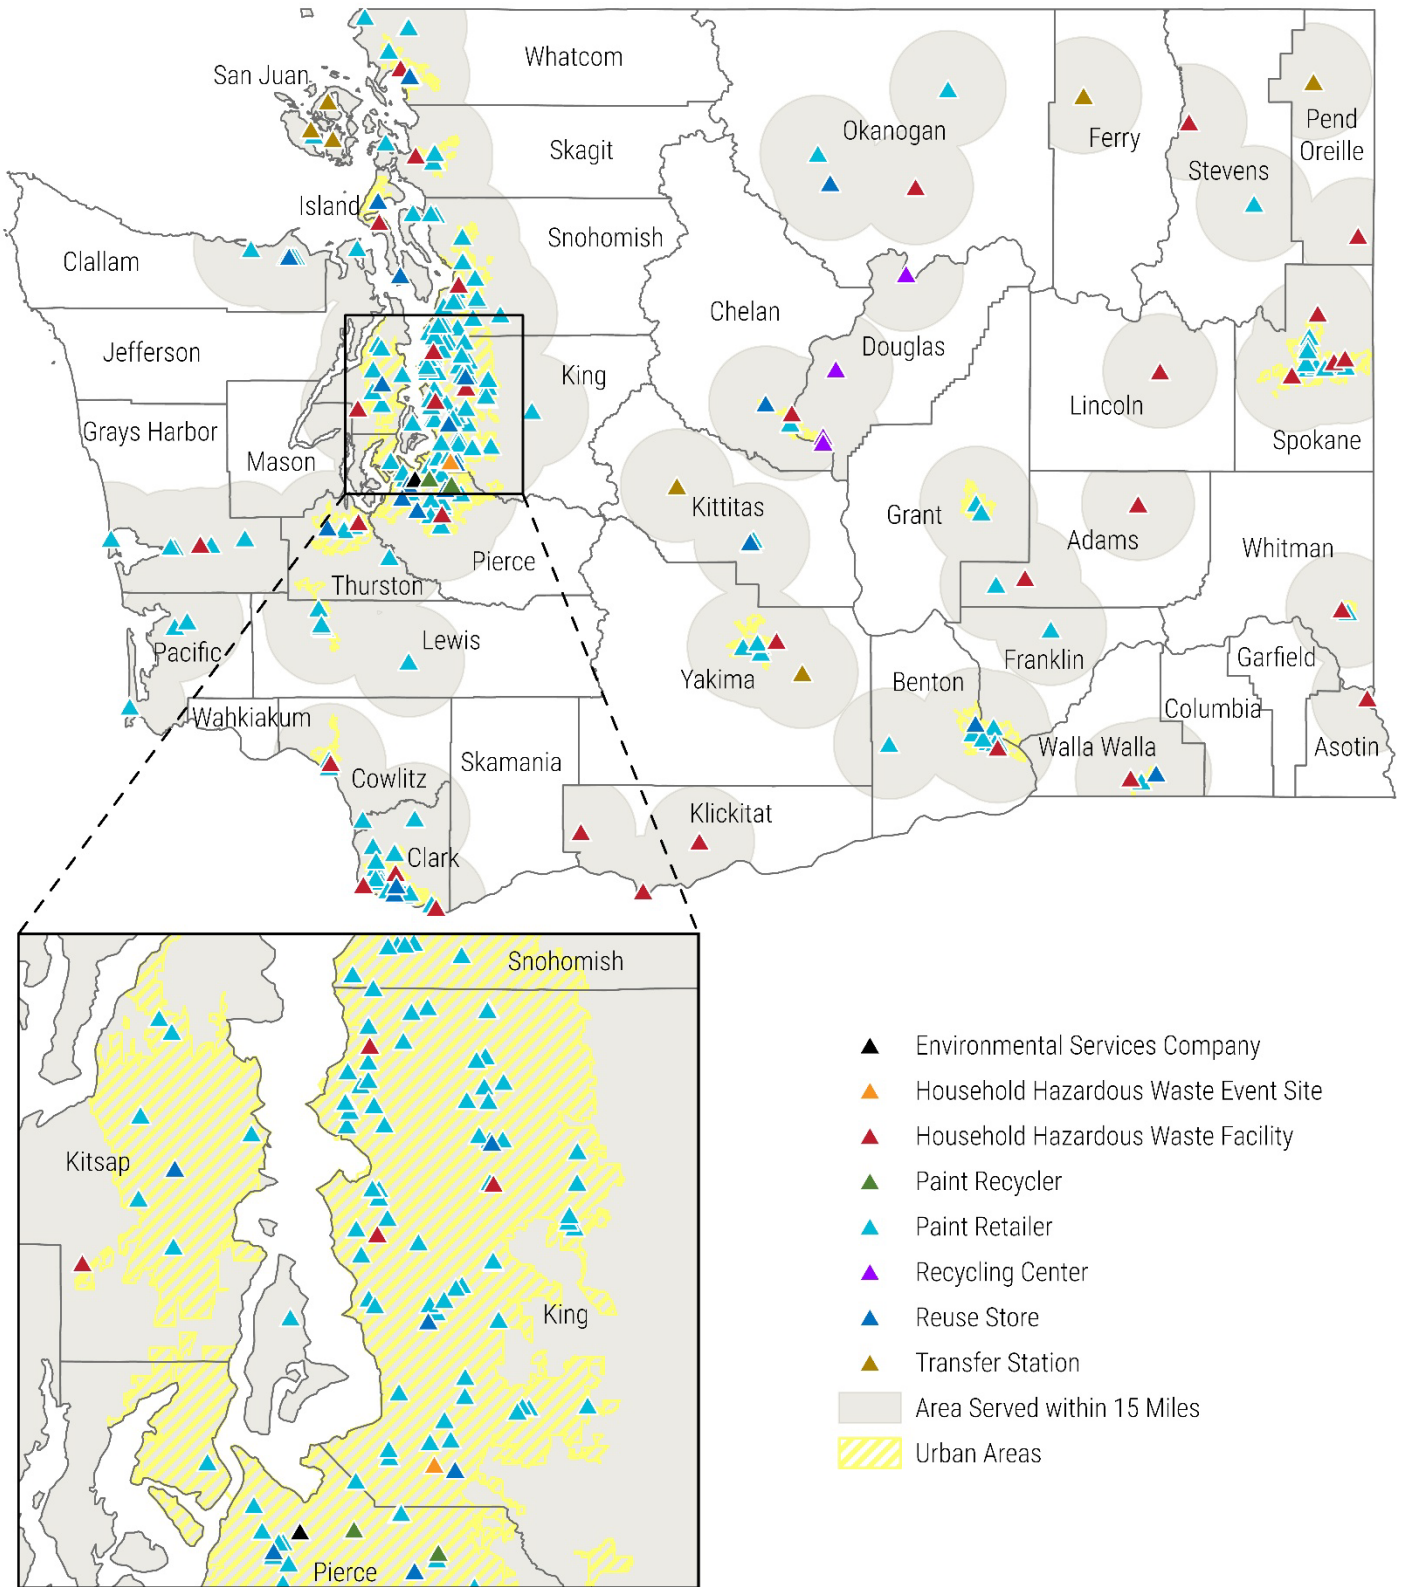 Whatcom
San Juan
Okanogan
Ferry
Pend
Oreille
Skagit
Stevens
Island
Snohomish
Clallam
Chelan
Douglas
Jefferson
King
Lincoln
Grays Harbor
Spokane
Mason
Kittitas
Grant
Adams
Whitman
Pierce
Thurston
Lewis
Pacific
Yakima
Benton
Franklin
Garfield
Columbia
Wahkiakum
Skamania
Walla Walla
Asotin
Cowlitz
Klickitat
Clark
Snohomish
Kitsap
King
Pierce
Environmental Services Company
Household Hazardous Waste Event Site
Household Hazardous Waste Facility
Paint Recycler
Paint Retailer
Recycling Center
Reuse Store
Transfer Station
Area Served within 15 Miles
Urban Areas